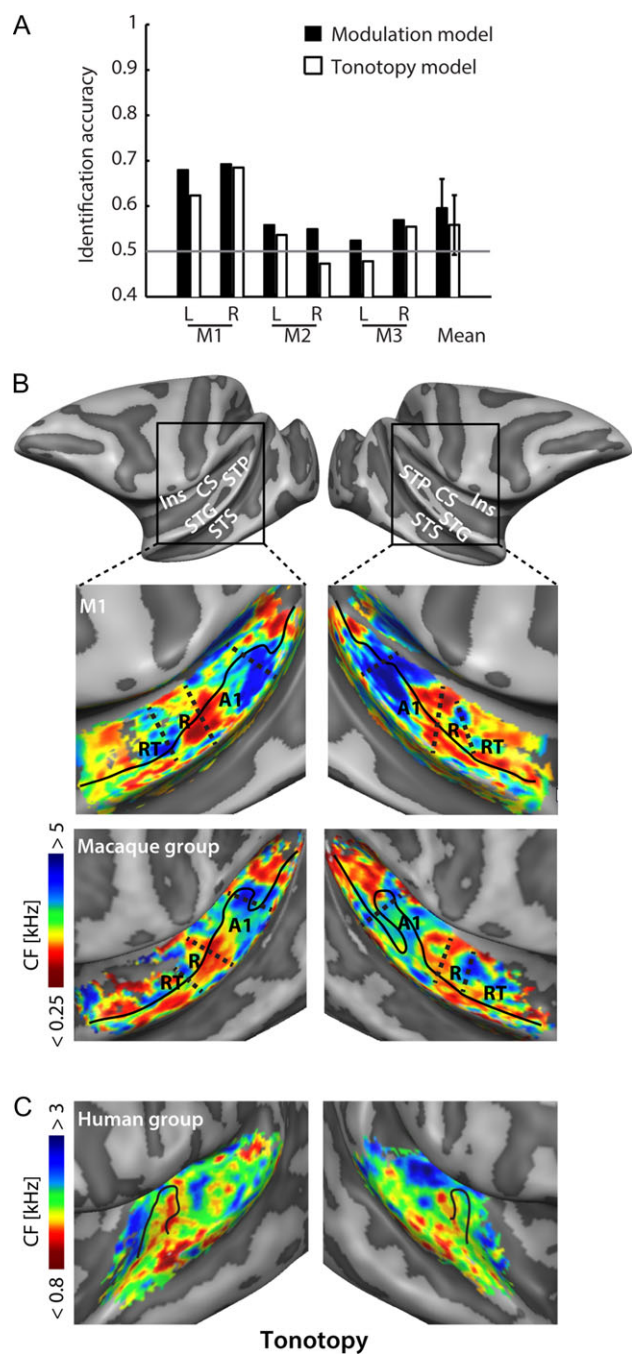 A
1
Modulation model
0.9
Tonotopy model
0.8
0.7
0.6
0.5
0.4
Identification accuracy
L R L R L R
M1 M2 M3 Mean
B
Ins CS STP STG STS
STP CS Ins STS STG
M1
A1 R RT
A1 R RT
Macaque group
CF [kHz]
> 5
< 0.25
A1 R RT
A1 R RT
C
Human group
CF [kHz]
> 3
< 0.8
Tonotopy